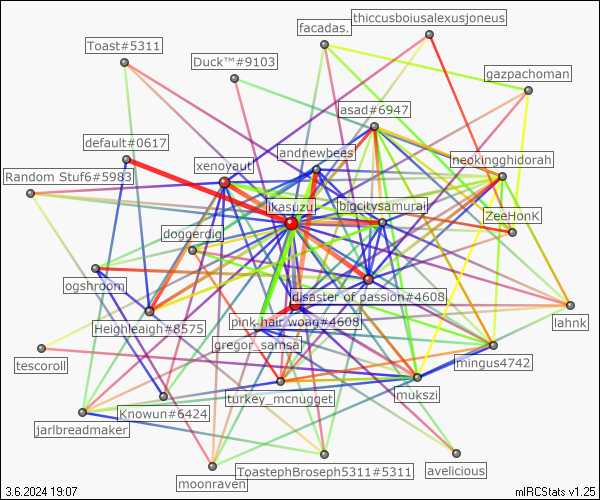 thiccusboiusalexusjoneus
facadas.
Toast#5311
Duck™#9103
gazpachoman
asad#6947
default#0617
andnewbees
xenoyaut
neokingghidorah
Random Stuf6#5983
ikasuzu
bigcitysamurai
ZeeHonK
doggerdig
ogshroom
disaster of passion#4608
lahnk
pink hair woag#4608
Heighleaigh#8575
gregor_samsa
mingus4742
tescoroll
mukszi
turkey_mcnugget
Knowun#6424
jarlbreadmaker
ToastephBroseph5311#5311
avelicious
moonraven
3.6.2024 19:07
mIRCStats v1.25